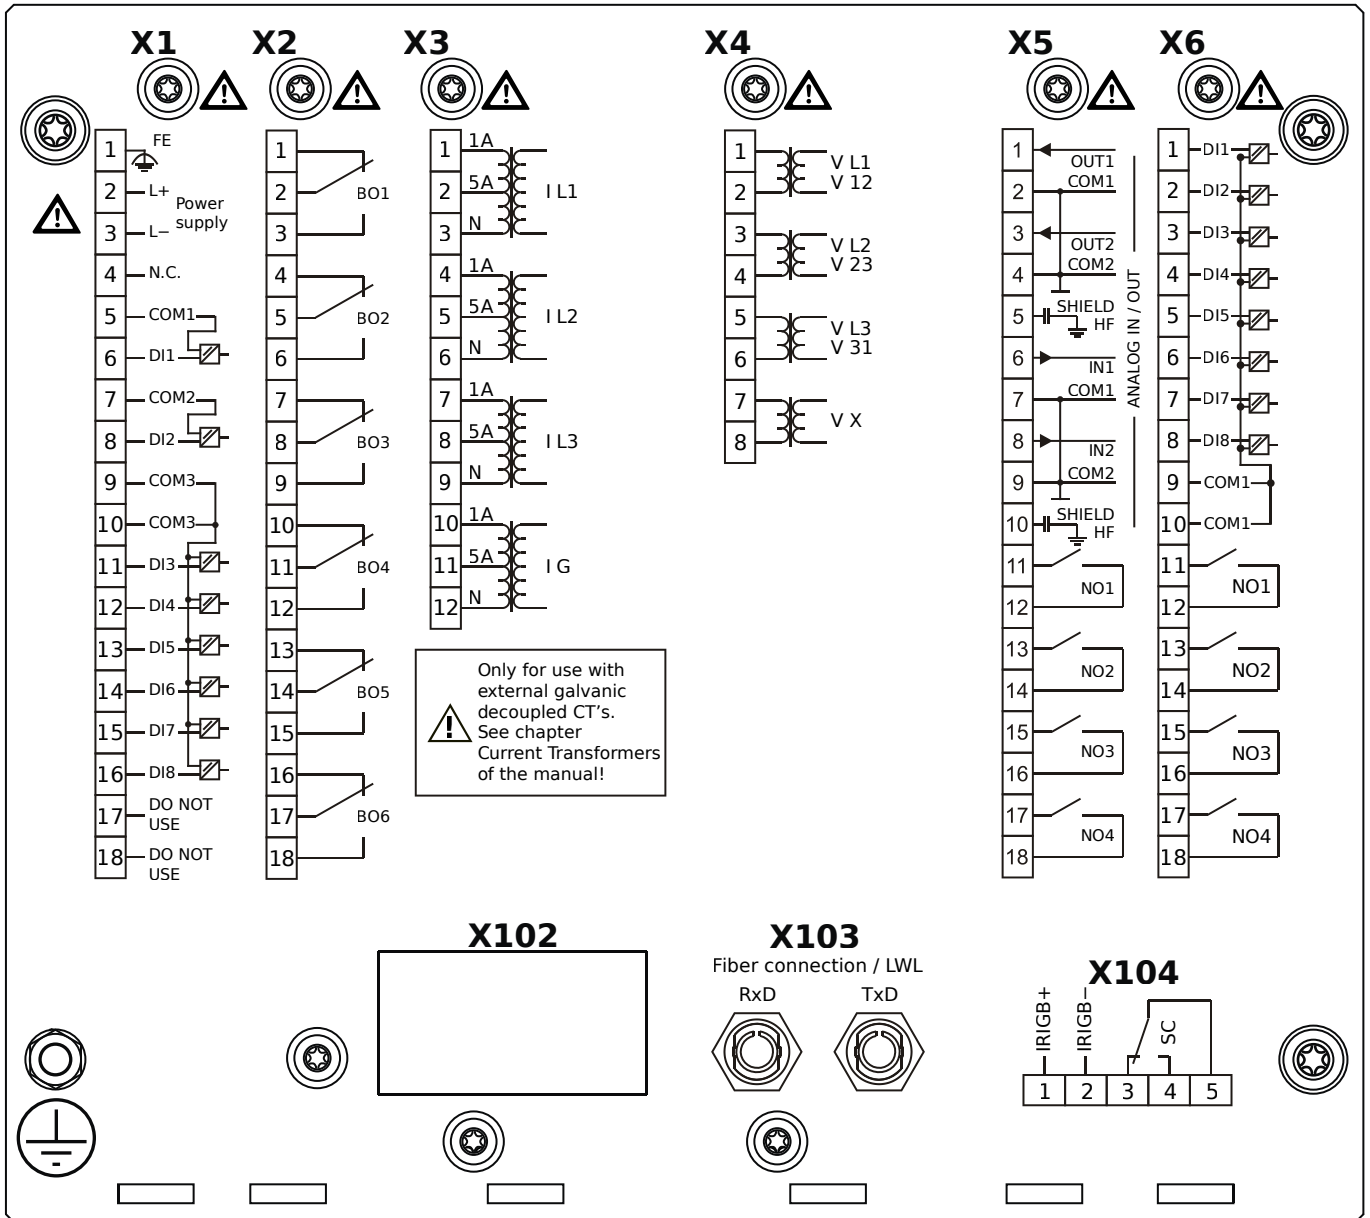 X1
X2
X3
X4
X5
X6
1 FE
2 L+
Power
supply
3 L−
4 N.C.
5 COM1
6 DI1
7 COM2
8 DI2
9 COM3
10 COM3
11 DI3
12 DI4
13 DI5
14 DI6
15 DI7
16 DI8
17 DO NOT
USE
18 DO NOT
USE
1
2 BO1
3
4
5 BO2
6
7
8 BO3
9
10
11 BO4
12
13
14 BO5
15
16
17 BO6
18
1 1A
2 5A I L1
3 N
4 1A
5 5A I L2
6 N
7 1A
8 5A I L3
9 N
10 1A
11 5A I G
12 N
Only for use with
external galvanic
decoupled CT's.
See chapter
Current Transformers
of the manual!
1 V L1
2 V 12
3 V L2
4 V 23
5 V L3
6 V 31
7 V X
8
1 OUT1
2 COM1
3 OUT2
4 COM2
5 SHIELD
HF
6 IN1
7 COM1
8 IN2
9 COM2
10 SHIELD
HF
ANALOG IN / OUT
11
NO1
12
13
NO2
14
15
NO3
16
17
NO4
18
1 DI1
2 DI2
3 DI3
4 DI4
5 DI5
6 DI6
7 DI7
8 DI8
9 COM1
10 COM1
11
NO1
12
13
NO2
14
15
NO3
16
17
NO4
18
X102
X103
Fiber connection / LWL
RxD TxD
X104
IRIGB+
IRIGB−
SC
1 2 3 4 5